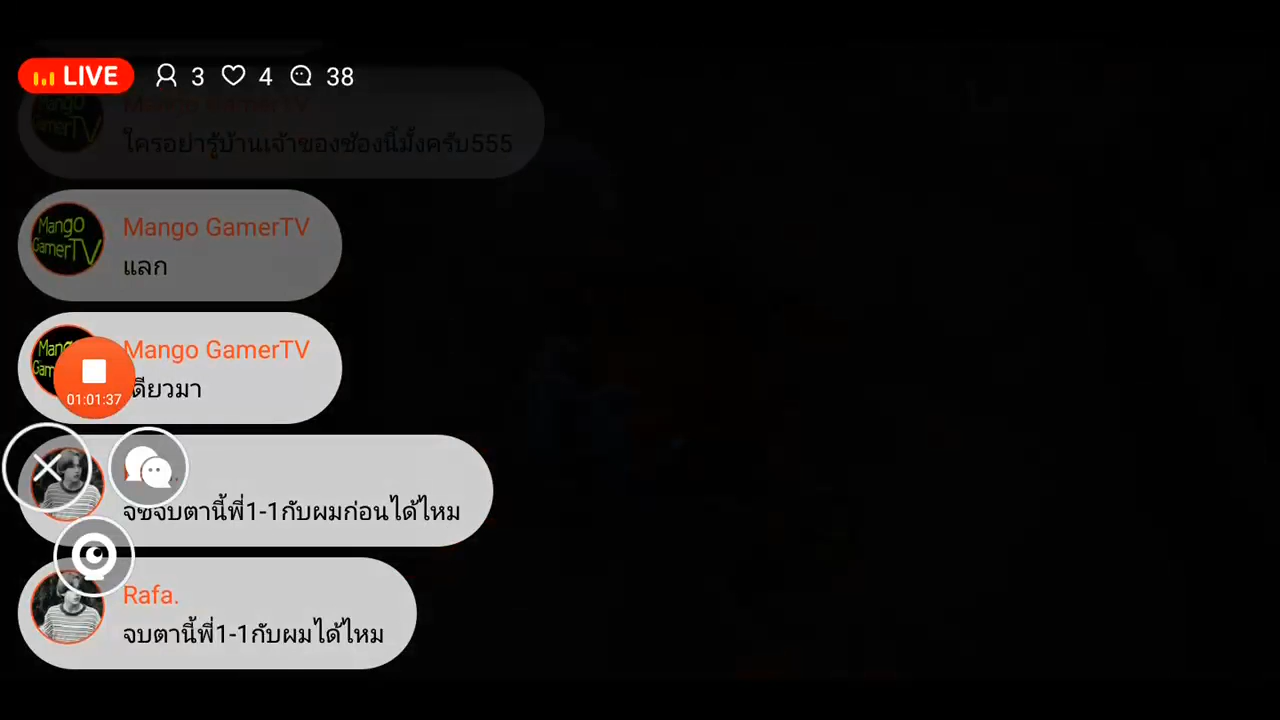 LIVE 3 4 38
Mango GamerTV
ใครอย่ารู้บ้านเจ้าของช้องนี้มั้งครับ555
Mango GamerTV
Mango GamerTV
แลก
Mango GamerTV
เดียวมา
01:01:37
จชจบตานี้พี่1-1กับผมก่อนได้ไหม
Rafa.
จบตานี้พี่1-1กับผมได้ไหม